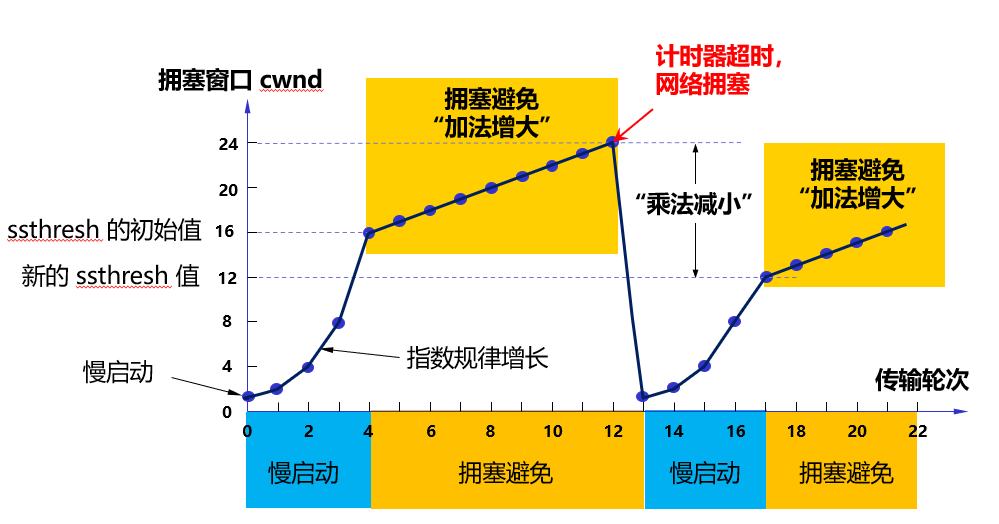 计时器超时，
网络拥塞
拥塞窗口 cwnd
拥塞避免
“加法增大”
24
20
16
12
8
4
0
ssthresh 的初始值
新的 ssthresh 值
“乘法减小”
拥塞避免
“加法增大”
指数规律增长
慢启动
传输轮次
0 2 4 6 8 10 12 14 16 18 20 22
慢启动 拥塞避免 慢启动 拥塞避免